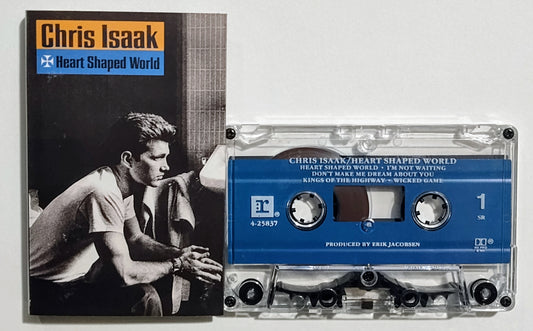 Chris Isaak
Heart Shaped World
CHRIS ISAAK/HEART SHAPED WORLD
HEART SHAPED WORLD · I'M NOT WAITING
DON'T MAKE ME DREAM ABOUT YOU
KINGS OF THE HIGHWAY · WICKED GAME
r
4-25837
1
SR
PRODUCED BY ERIK JACOBSEN